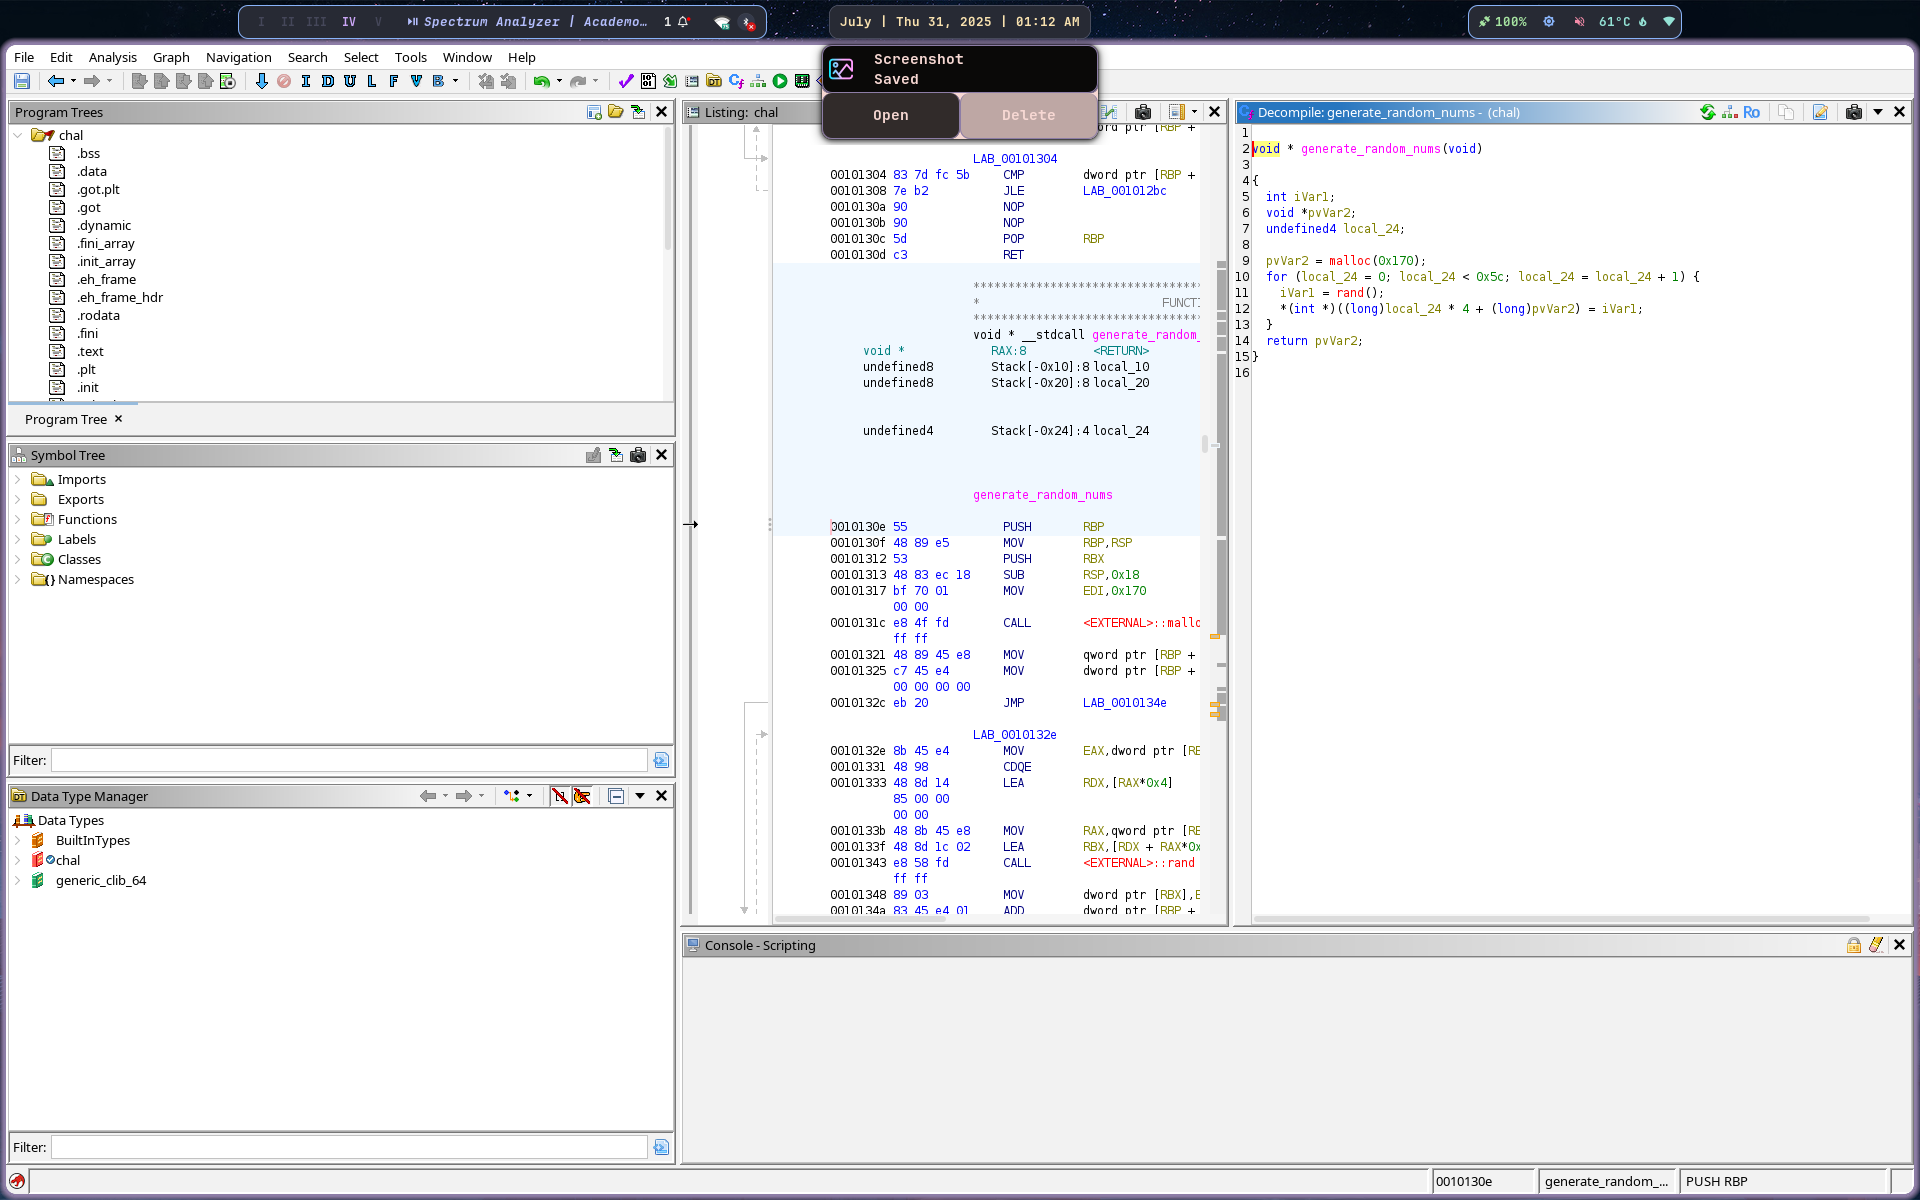 I II III IV V
Spectrum Analyzer | Academo… 1
July | Thu 31, 2025 | 01:12 AM
100% 61°C
File Edit Analysis Graph Navigation Search Select Tools Window Help
Screenshot
Saved
Open Delete
I D U L F V B
Program Trees
chal
.bss
.data
.got.plt
.got
.dynamic
.fini_array
.init_array
.eh_frame
.eh_frame_hdr
.rodata
.fini
.text
.plt
.init
Program Tree
Symbol Tree
Imports
Exports
Functions
Labels
Classes
Namespaces
Filter:
Data Type Manager
Data Types
BuiltInTypes
chal
generic_clib_64
Filter:
Listing: chal
ord ptr [RBP +
LAB_00101304
00101304 83 7d fc 5b CMP dword ptr [RBP +
00101308 7e b2 JLE LAB_001012bc
0010130a 90 NOP
0010130b 90 NOP
0010130c 5d POP RBP
0010130d c3 RET
********************************
* FUNCTI
********************************
void * __stdcall generate_random_
void * RAX:8 <RETURN>
undefined8 Stack[-0x10]:8 local_10
undefined8 Stack[-0x20]:8 local_20
undefined4 Stack[-0x24]:4 local_24
generate_random_nums
0010130e 55 PUSH RBP
0010130f 48 89 e5 MOV RBP,RSP
00101312 53 PUSH RBX
00101313 48 83 ec 18 SUB RSP,0x18
00101317 bf 70 01 MOV EDI,0x170
00 00
0010131c e8 4f fd CALL <EXTERNAL>::mallo
ff ff
00101321 48 89 45 e8 MOV qword ptr [RBP +
00101325 c7 45 e4 MOV dword ptr [RBP +
00 00 00 00
0010132c eb 20 JMP LAB_0010134e
LAB_0010132e
0010132e 8b 45 e4 MOV EAX,dword ptr [RB
00101331 48 98 CDQE
00101333 48 8d 14 LEA RDX,[RAX*0x4]
85 00 00
00 00
0010133b 48 8b 45 e8 MOV RAX,qword ptr [RB
0010133f 48 8d 1c 02 LEA RBX,[RDX + RAX*0x
00101343 e8 58 fd CALL <EXTERNAL>::rand
ff ff
00101348 89 03 MOV dword ptr [RBX],E
0010134a 83 45 e4 01 ADD dword ptr [RBP +
Decompile: generate_random_nums - (chal)
Ro
1
2 void * generate_random_nums(void)
3
4 {
5 int iVar1;
6 void *pvVar2;
7 undefined4 local_24;
8
9 pvVar2 = malloc(0x170);
10 for (local_24 = 0; local_24 < 0x5c; local_24 = local_24 + 1) {
11 iVar1 = rand();
12 *(int *)((long)local_24 * 4 + (long)pvVar2) = iVar1;
13 }
14 return pvVar2;
15 }
16
Console - Scripting
0010130e generate_random_... PUSH RBP